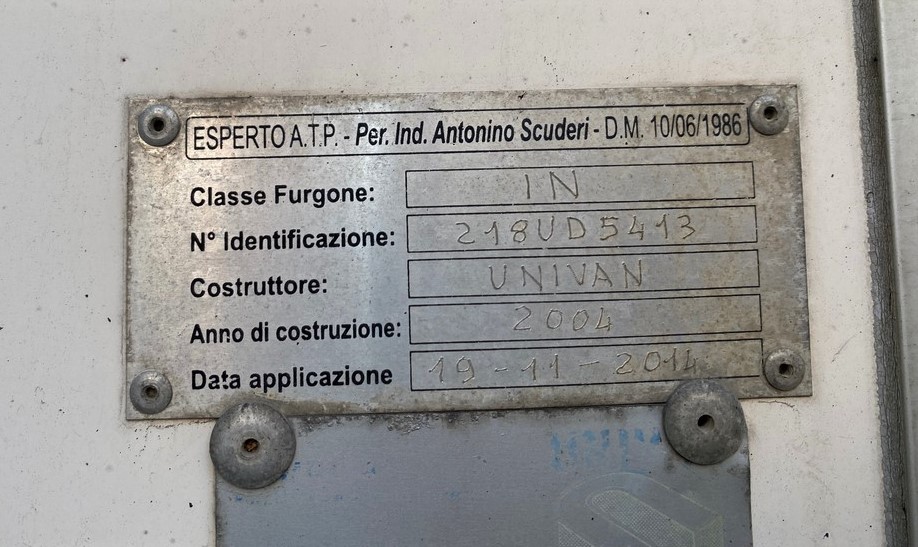 ESPERTO A.T.P. - Per. Ind. Antonino Scuderi - D.M. 10/06/1986
Classe Furgone: IN
N° Identificazione: 218UD5413
Costruttore: UNIVAN
Anno di costruzione: 2004
Data applicazione 19-11-2014